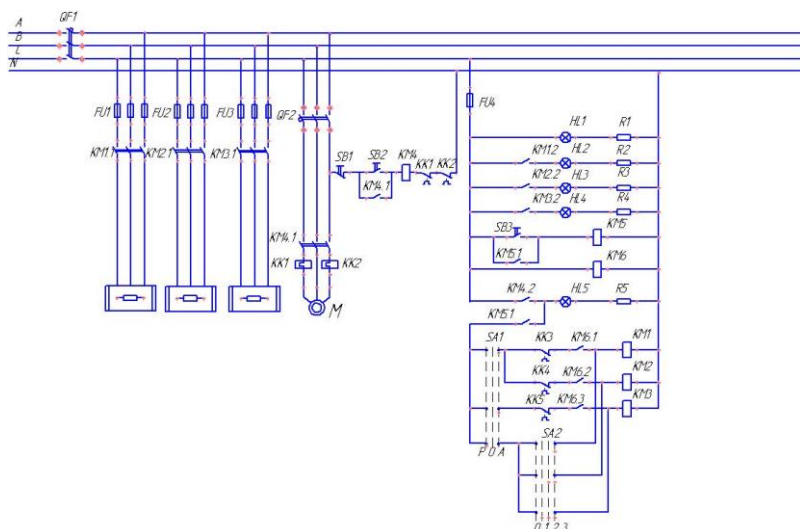 QF1
A
B
L
N
FU1
FU2
FU3
QF2
FU4
KM1.1
KM2.1
KM3.1
SB1
SB2
KM4
KK1
KK2
KM4.1
HL1
R1
KM1.2
HL2
R2
KM2.2
HL3
R3
KM3.2
HL4
R4
SB3
KM5
KM5.1
KM6
KM4.1
KK1
KK2
M
KM4.2
HL5
R5
KM5.1
SA1
KK3
KM6.1
KM1
KK4
KM6.2
KM2
KK5
KM6.3
KM3
P O A
SA2
0 1 2 3